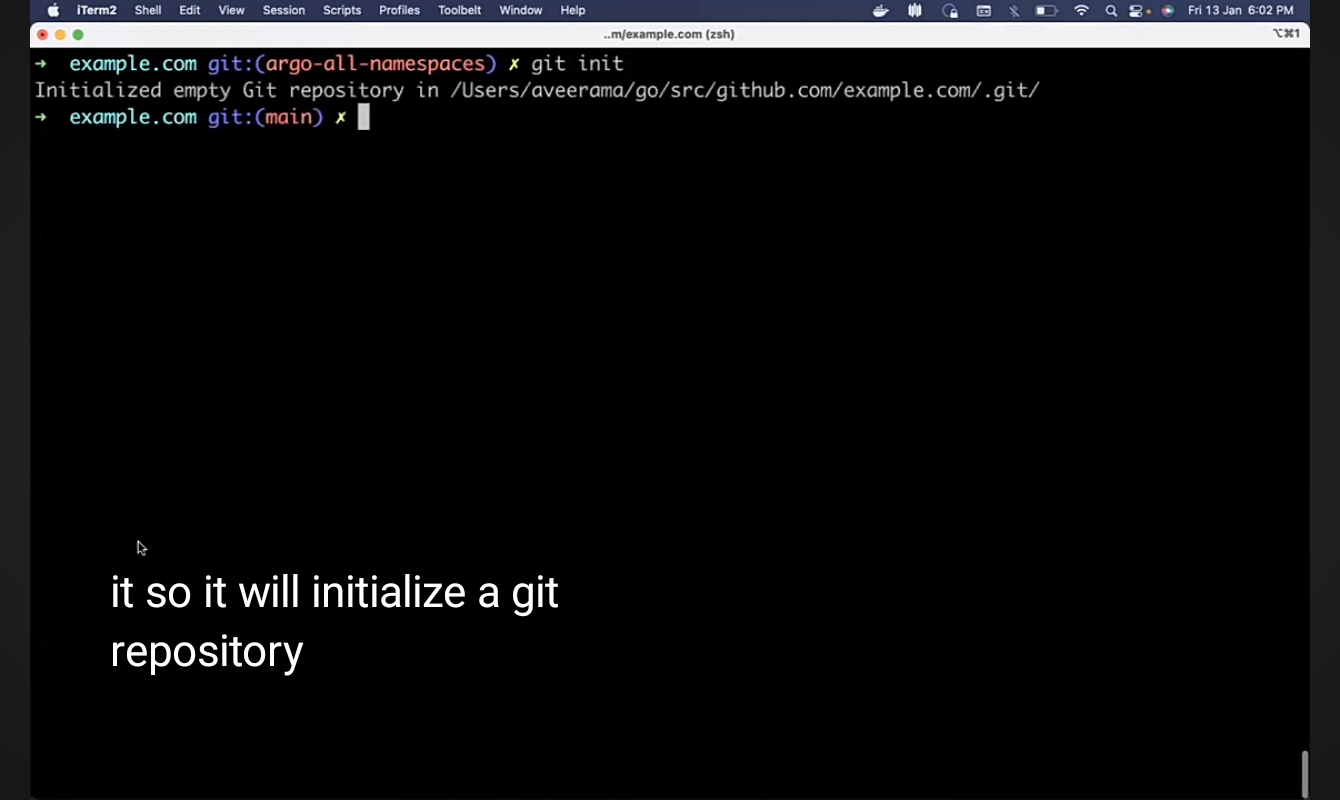 iTerm2 Shell Edit View Session Scripts Profiles Toolbelt Window Help Fri 13 Jan 6:02 PM
..m/example.com (zsh) ⌥⌘1
➜ example.com git:(argo-all-namespaces) ✗ git init
Initialized empty Git repository in /Users/aveerama/go/src/github.com/example.com/.git/
➜ example.com git:(main) ✗
it so it will initialize a git
repository